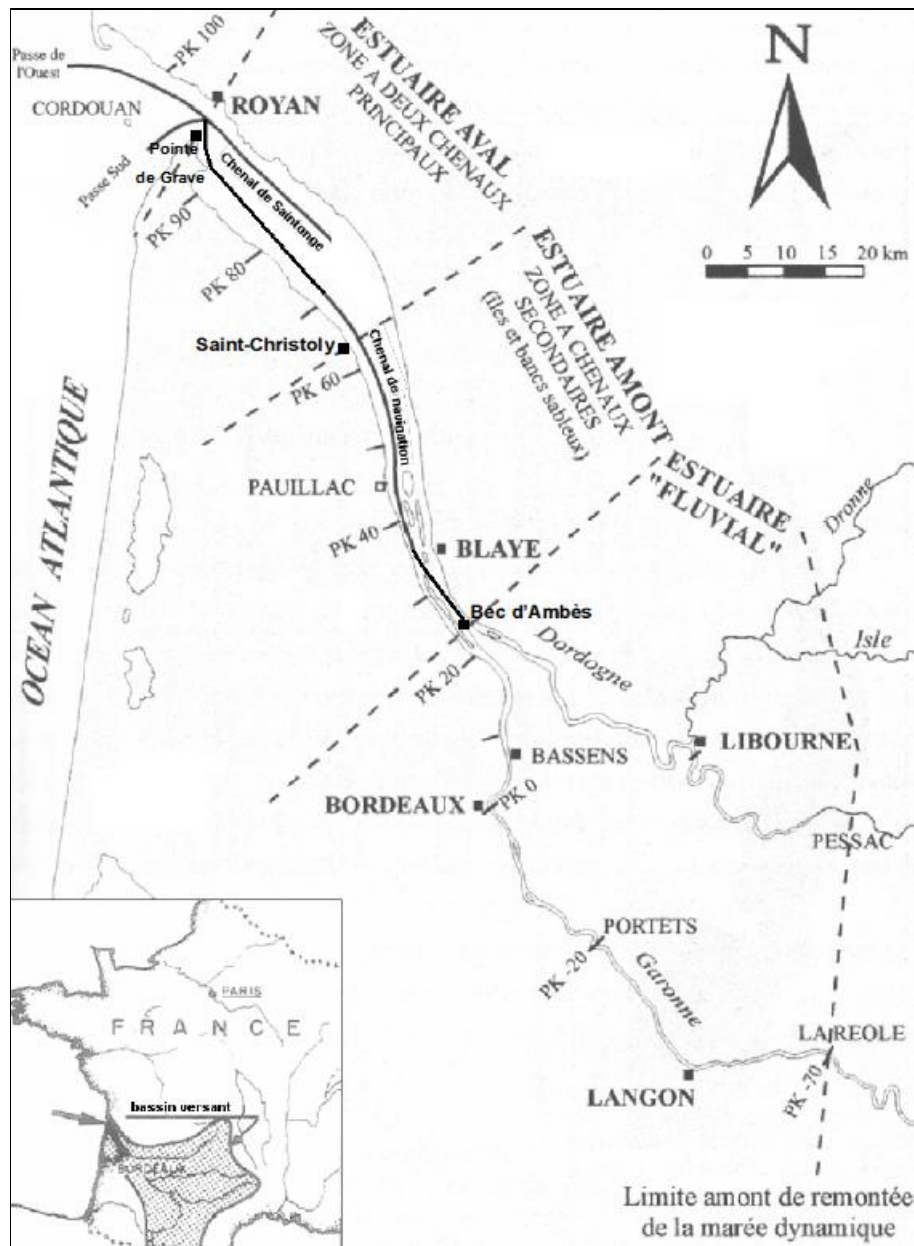 PK 100
Passe de
l'Ouest
CORDOUAN
ROYAN
ESTUAIRE AVAL
ZONE A DEUX CHENAUX
PRINCIPAUX
N
Pointe
de Grave
Passe Sud
Chenal de Saintonge
PK 90
PK 80
0 5 10 15 20 km
ESTUAIRE AMONT
ZONE A CHENAUX
SECONDAIRES
(îles et bancs sableux)
Saint-Christoly
PK 60
Chenal de navigation
OCEAN ATLANTIQUE
PAUILLAC
PK 40
BLAYE
ESTUAIRE
"FLUVIAL"
Dronne
Bec d'Ambès
Dordogne
Isle
PK 20
LIBOURNE
BASSENS
BORDEAUX
PK 0
PESSAC
PORTETS
PK -20
Garonne
LA REOLE
PK -70
LANGON
PARIS
FRANCE
bassin versant
BORDEAUX
Limite amont de remontée
de la marée dynamique